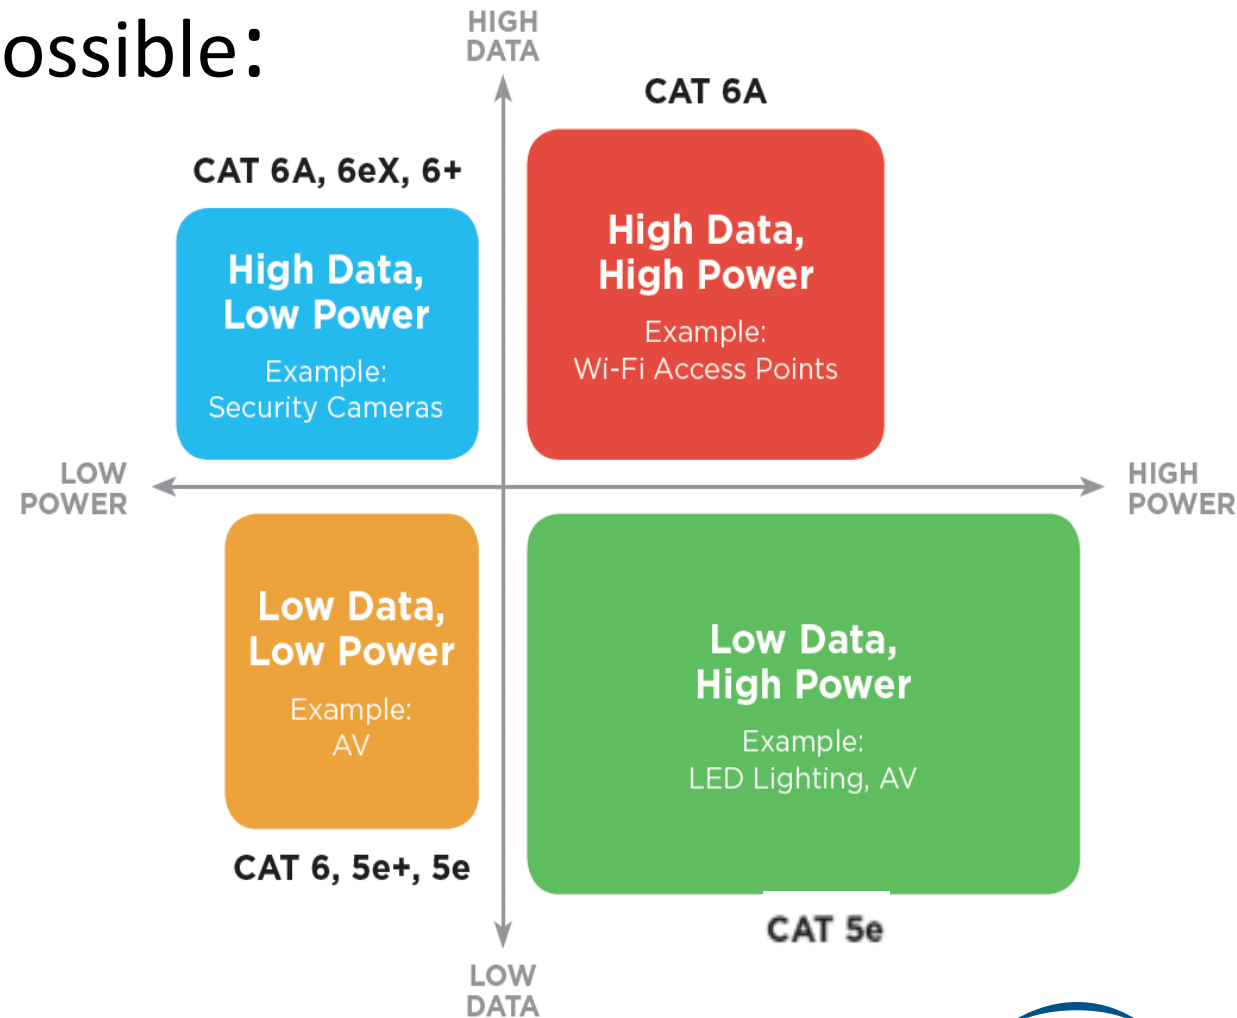 ossible:
HIGH
DATA
CAT 6A
CAT 6A, 6eX, 6+
High Data,
High Power
Example:
Wi-Fi Access Points
High Data,
Low Power
Example:
Security Cameras
LOW
POWER
HIGH
POWER
Low Data,
Low Power
Example:
AV
Low Data,
High Power
Example:
LED Lighting, AV
CAT 6, 5e+, 5e
CAT 5e
LOW
DATA